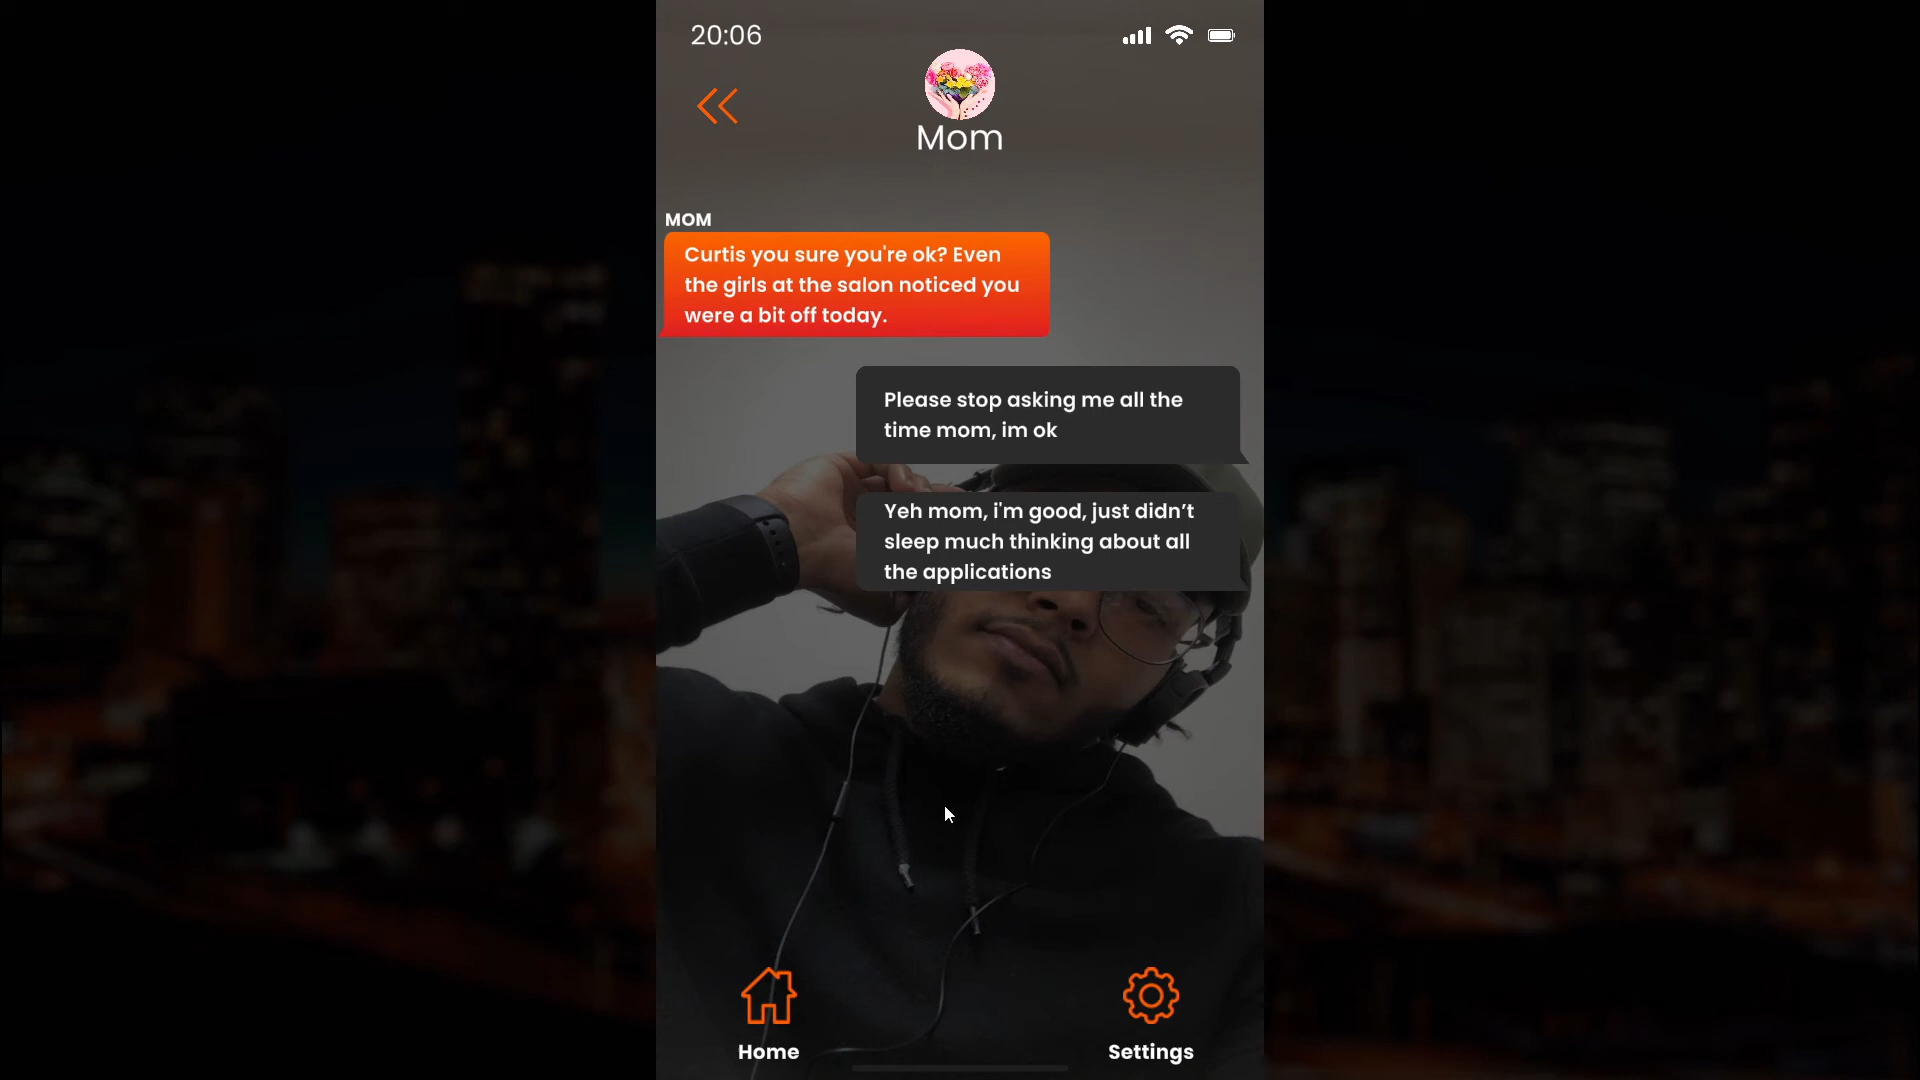 20:06
Mom
MOM
Curtis you sure you're ok? Even
the girls at the salon noticed you
were a bit off today.
Please stop asking me all the
time mom, im ok
Yeh mom, i'm good, just didn’t
sleep much thinking about all
the applications
Home
Settings